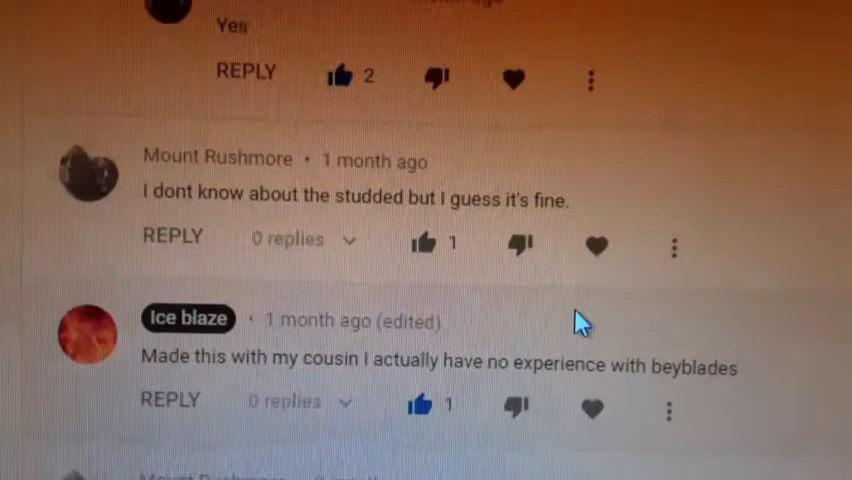 Yes
REPLY 2
Mount Rushmore • 1 month ago
I dont know about the studded but I guess it's fine.
REPLY 0 replies 1
Ice blaze • 1 month ago (edited)
Made this with my cousin I actually have no experience with beyblades
REPLY 0 replies 1
Mount Rushmore